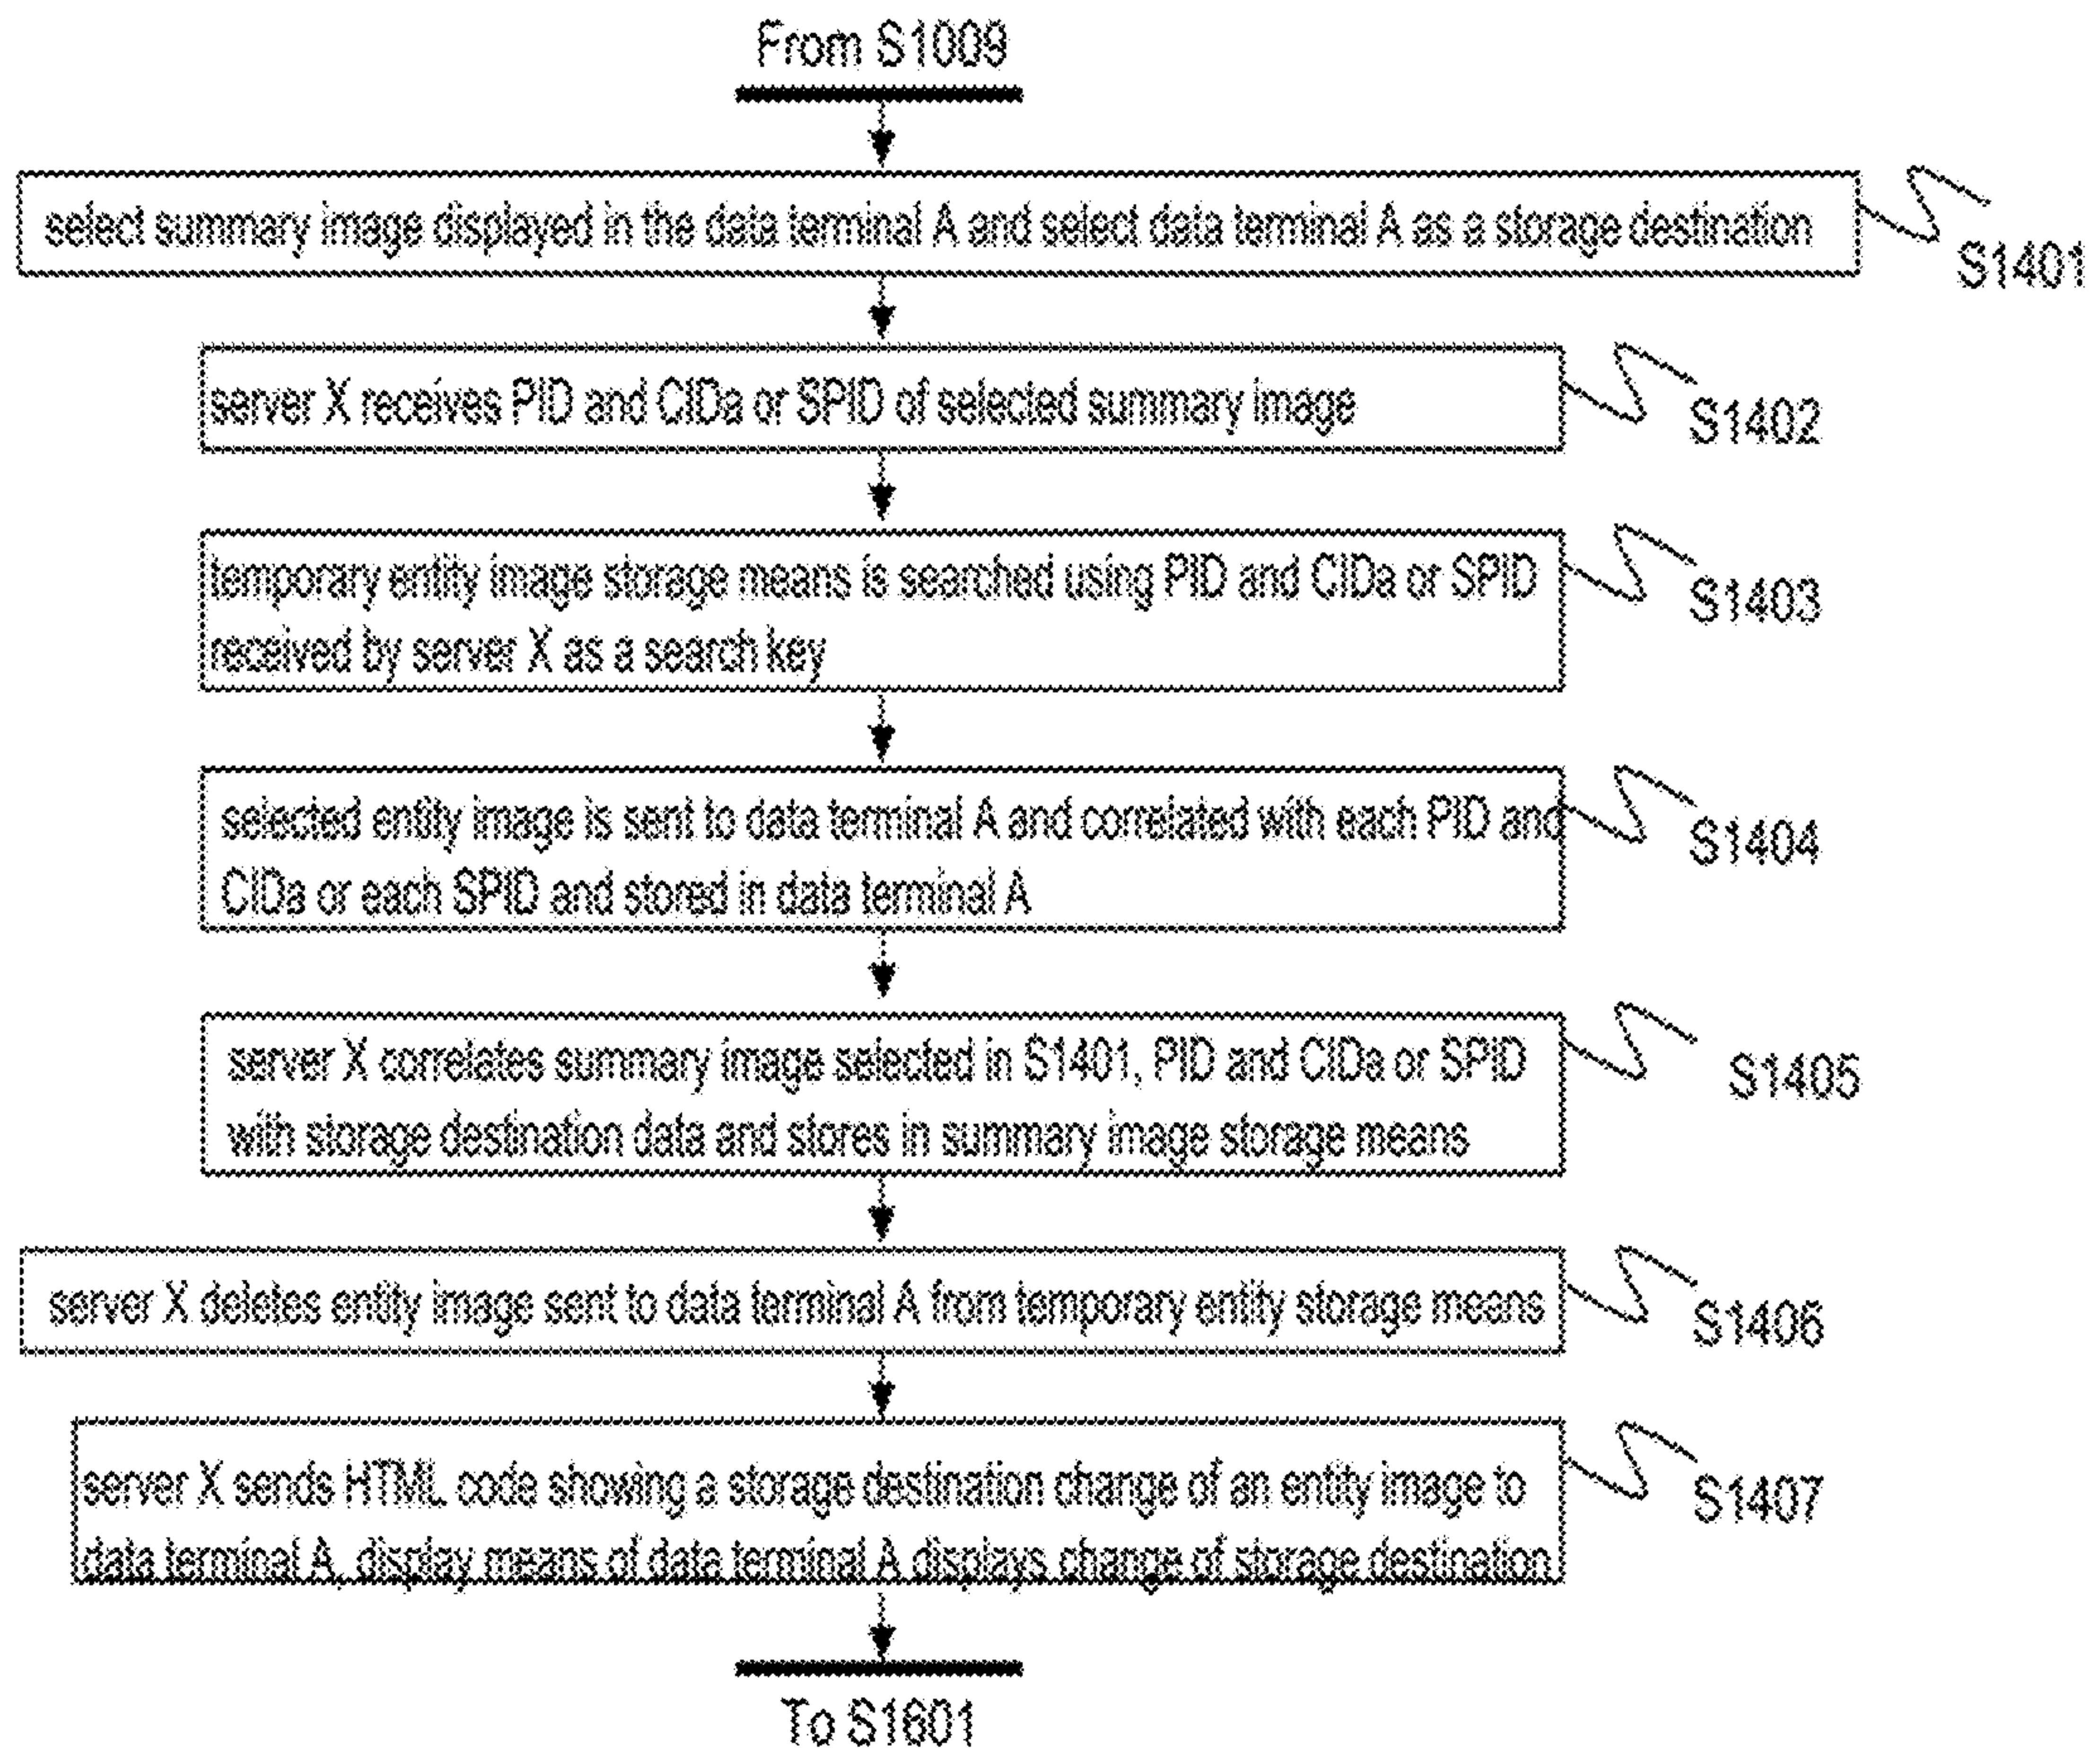 From S1009
select summary image displayed in the data terminal A and select data terminal A as a storage destination
S1401
server X receives PID and CIDa or SPID of selected summary image
S1402
temporary entity image storage means is searched using PID and CIDa or SPID
received by server X as a search key
S1403
selected entity image is sent to data terminal A and correlated with each PID and
CIDa or each SPID and stored in data terminal A
S1404
server X correlates summary image selected in S1401, PID and CIDa or SPID
with storage destination data and stores in summary image storage means
S1405
server X deletes entity image sent to data terminal A from temporary entity storage means
S1406
server X sends HTML code showing a storage destination change of an entity image to
data terminal A, display means of data terminal A displays change of storage destination
S1407
To S1601